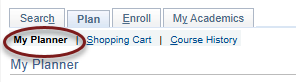 Search Plan Enroll My Academics
My Planner | Shopping Cart | Course History
My Planner